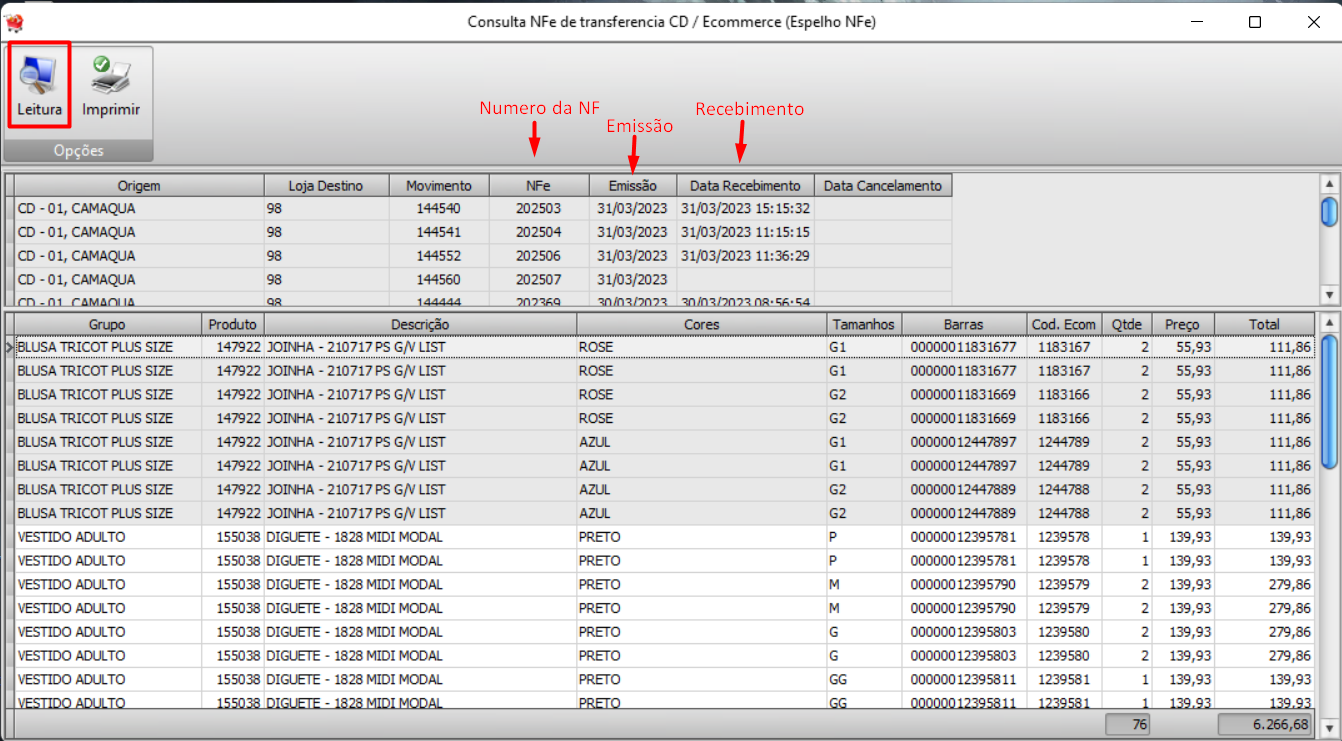 Consulta NFe de transferencia CD / Ecommerce (Espelho NFe)
Leitura Imprimir
Opções
Numero da NF
Emissão
Recebimento
Origem Loja Destino Movimento NFe Emissão Data Recebimento Data Cancelamento
CD - 01, CAMAQUA 98 144540 202503 31/03/2023 31/03/2023 15:15:32
CD - 01, CAMAQUA 98 144541 202504 31/03/2023 31/03/2023 11:15:15
CD - 01, CAMAQUA 98 144552 202506 31/03/2023 31/03/2023 11:36:29
CD - 01, CAMAQUA 98 144560 202507 31/03/2023
CD - 01, CAMAQUA 98 144444 202369 30/03/2023 30/03/2023 08:56:54
Grupo Produto Descrição Cores Tamanhos Barras Cod. Ecom Qtde Preço Total
BLUSA TRICOT PLUS SIZE 147922 JOINHA - 210717 PS G/V LIST ROSE G1 00000011831677 1183167 2 55,93 111,86
BLUSA TRICOT PLUS SIZE 147922 JOINHA - 210717 PS G/V LIST ROSE G1 00000011831677 1183167 2 55,93 111,86
BLUSA TRICOT PLUS SIZE 147922 JOINHA - 210717 PS G/V LIST ROSE G2 00000011831669 1183166 2 55,93 111,86
BLUSA TRICOT PLUS SIZE 147922 JOINHA - 210717 PS G/V LIST ROSE G2 00000011831669 1183166 2 55,93 111,86
BLUSA TRICOT PLUS SIZE 147922 JOINHA - 210717 PS G/V LIST AZUL G1 00000012447897 1244789 2 55,93 111,86
BLUSA TRICOT PLUS SIZE 147922 JOINHA - 210717 PS G/V LIST AZUL G1 00000012447897 1244789 2 55,93 111,86
BLUSA TRICOT PLUS SIZE 147922 JOINHA - 210717 PS G/V LIST AZUL G2 00000012447889 1244788 2 55,93 111,86
BLUSA TRICOT PLUS SIZE 147922 JOINHA - 210717 PS G/V LIST AZUL G2 00000012447889 1244788 2 55,93 111,86
VESTIDO ADULTO 155038 DIGUETE - 1828 MIDI MODAL PRETO P 00000012395781 1239578 1 139,93 139,93
VESTIDO ADULTO 155038 DIGUETE - 1828 MIDI MODAL PRETO P 00000012395781 1239578 1 139,93 139,93
VESTIDO ADULTO 155038 DIGUETE - 1828 MIDI MODAL PRETO M 00000012395790 1239579 2 139,93 279,86
VESTIDO ADULTO 155038 DIGUETE - 1828 MIDI MODAL PRETO M 00000012395790 1239579 2 139,93 279,86
VESTIDO ADULTO 155038 DIGUETE - 1828 MIDI MODAL PRETO G 00000012395803 1239580 2 139,93 279,86
VESTIDO ADULTO 155038 DIGUETE - 1828 MIDI MODAL PRETO G 00000012395803 1239580 2 139,93 279,86
VESTIDO ADULTO 155038 DIGUETE - 1828 MIDI MODAL PRETO GG 00000012395811 1239581 1 139,93 139,93
VESTIDO ADULTO 155038 DIGUETE - 1828 MIDI MODAL PRETO GG 00000012395811 1239581 1 139,93 139,93
76 6.266,68